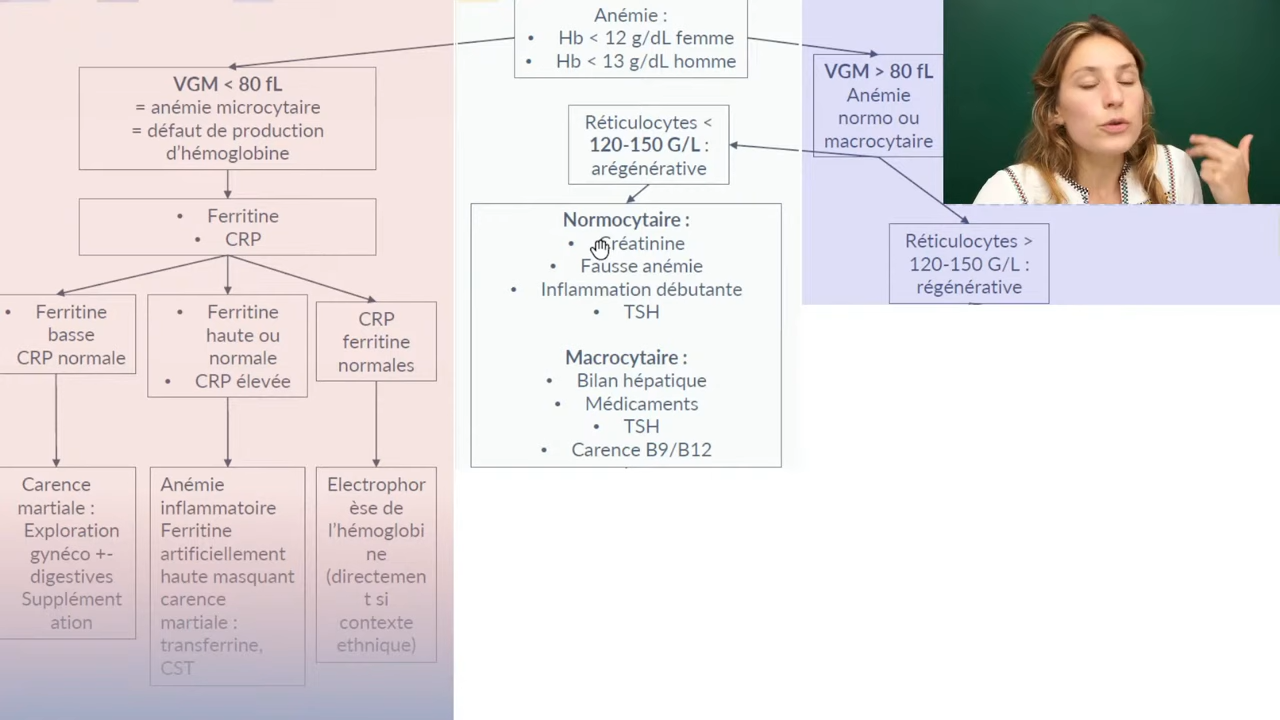 Anémie :
• Hb < 12 g/dL femme
• Hb < 13 g/dL homme
VGM < 80 fL
= anémie microcytaire
= défaut de production
d'hémoglobine
• Ferritine
• CRP
• Ferritine
basse
CRP normale
• Ferritine
haute ou
normale
• CRP élevée
CRP
ferritine
normales
Carence
martiale :
Exploration
gynéco +-
digestives
Supplément
ation
Anémie
inflammatoire
Ferritine
artificiellement
haute masquant
carence
martiale :
transferrine,
CST
Electrophor
èse de
l'hémoglobi
ne
(directemen
t si
contexte
ethnique)
Réticulocytes <
120-150 G/L :
arégénérative
Normocytaire :
• Créatinine
• Fausse anémie
• Inflammation débutante
• TSH
Macrocytaire :
• Bilan hépatique
• Médicaments
• TSH
• Carence B9/B12
VGM > 80 fL
Anémie
normo ou
macrocytaire
Réticulocytes >
120-150 G/L :
régénérative